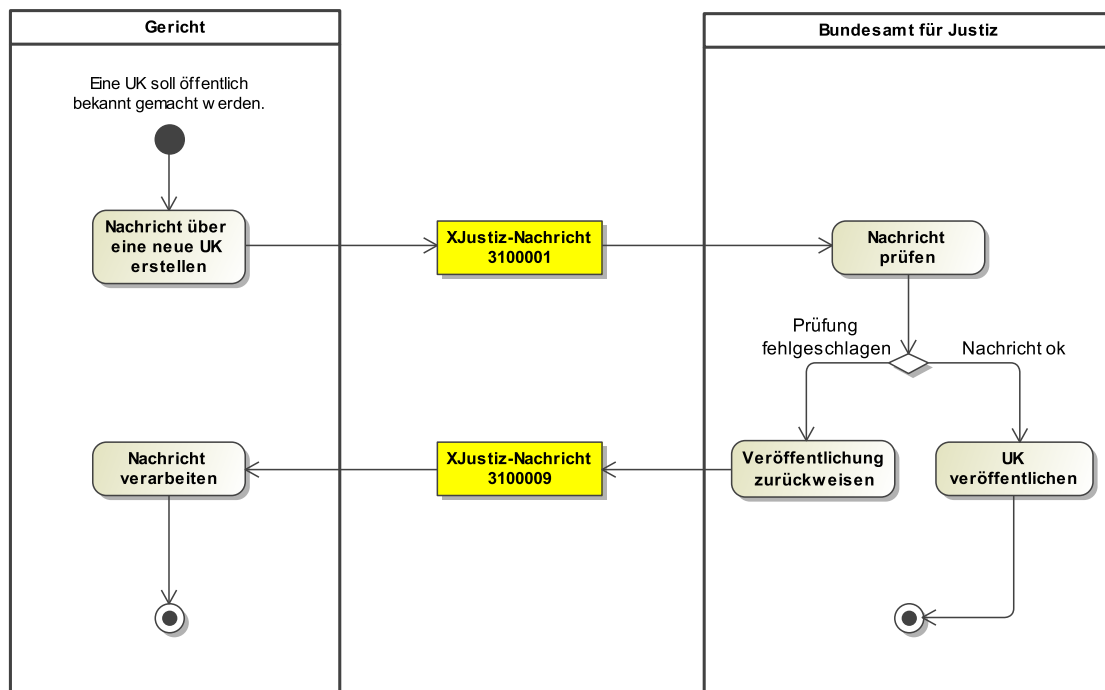 Gericht
Bundesamt für Justiz
Eine UK soll öffentlich
bekannt gemacht werden.
Nachricht über
eine neue UK
erstellen
XJustiz-Nachricht
3100001
Nachricht
prüfen
Prüfung
fehlgeschlagen
Nachricht ok
Nachricht
verarbeiten
XJustiz-Nachricht
3100009
Veröffentlichung
zurückweisen
UK
veröffentlichen